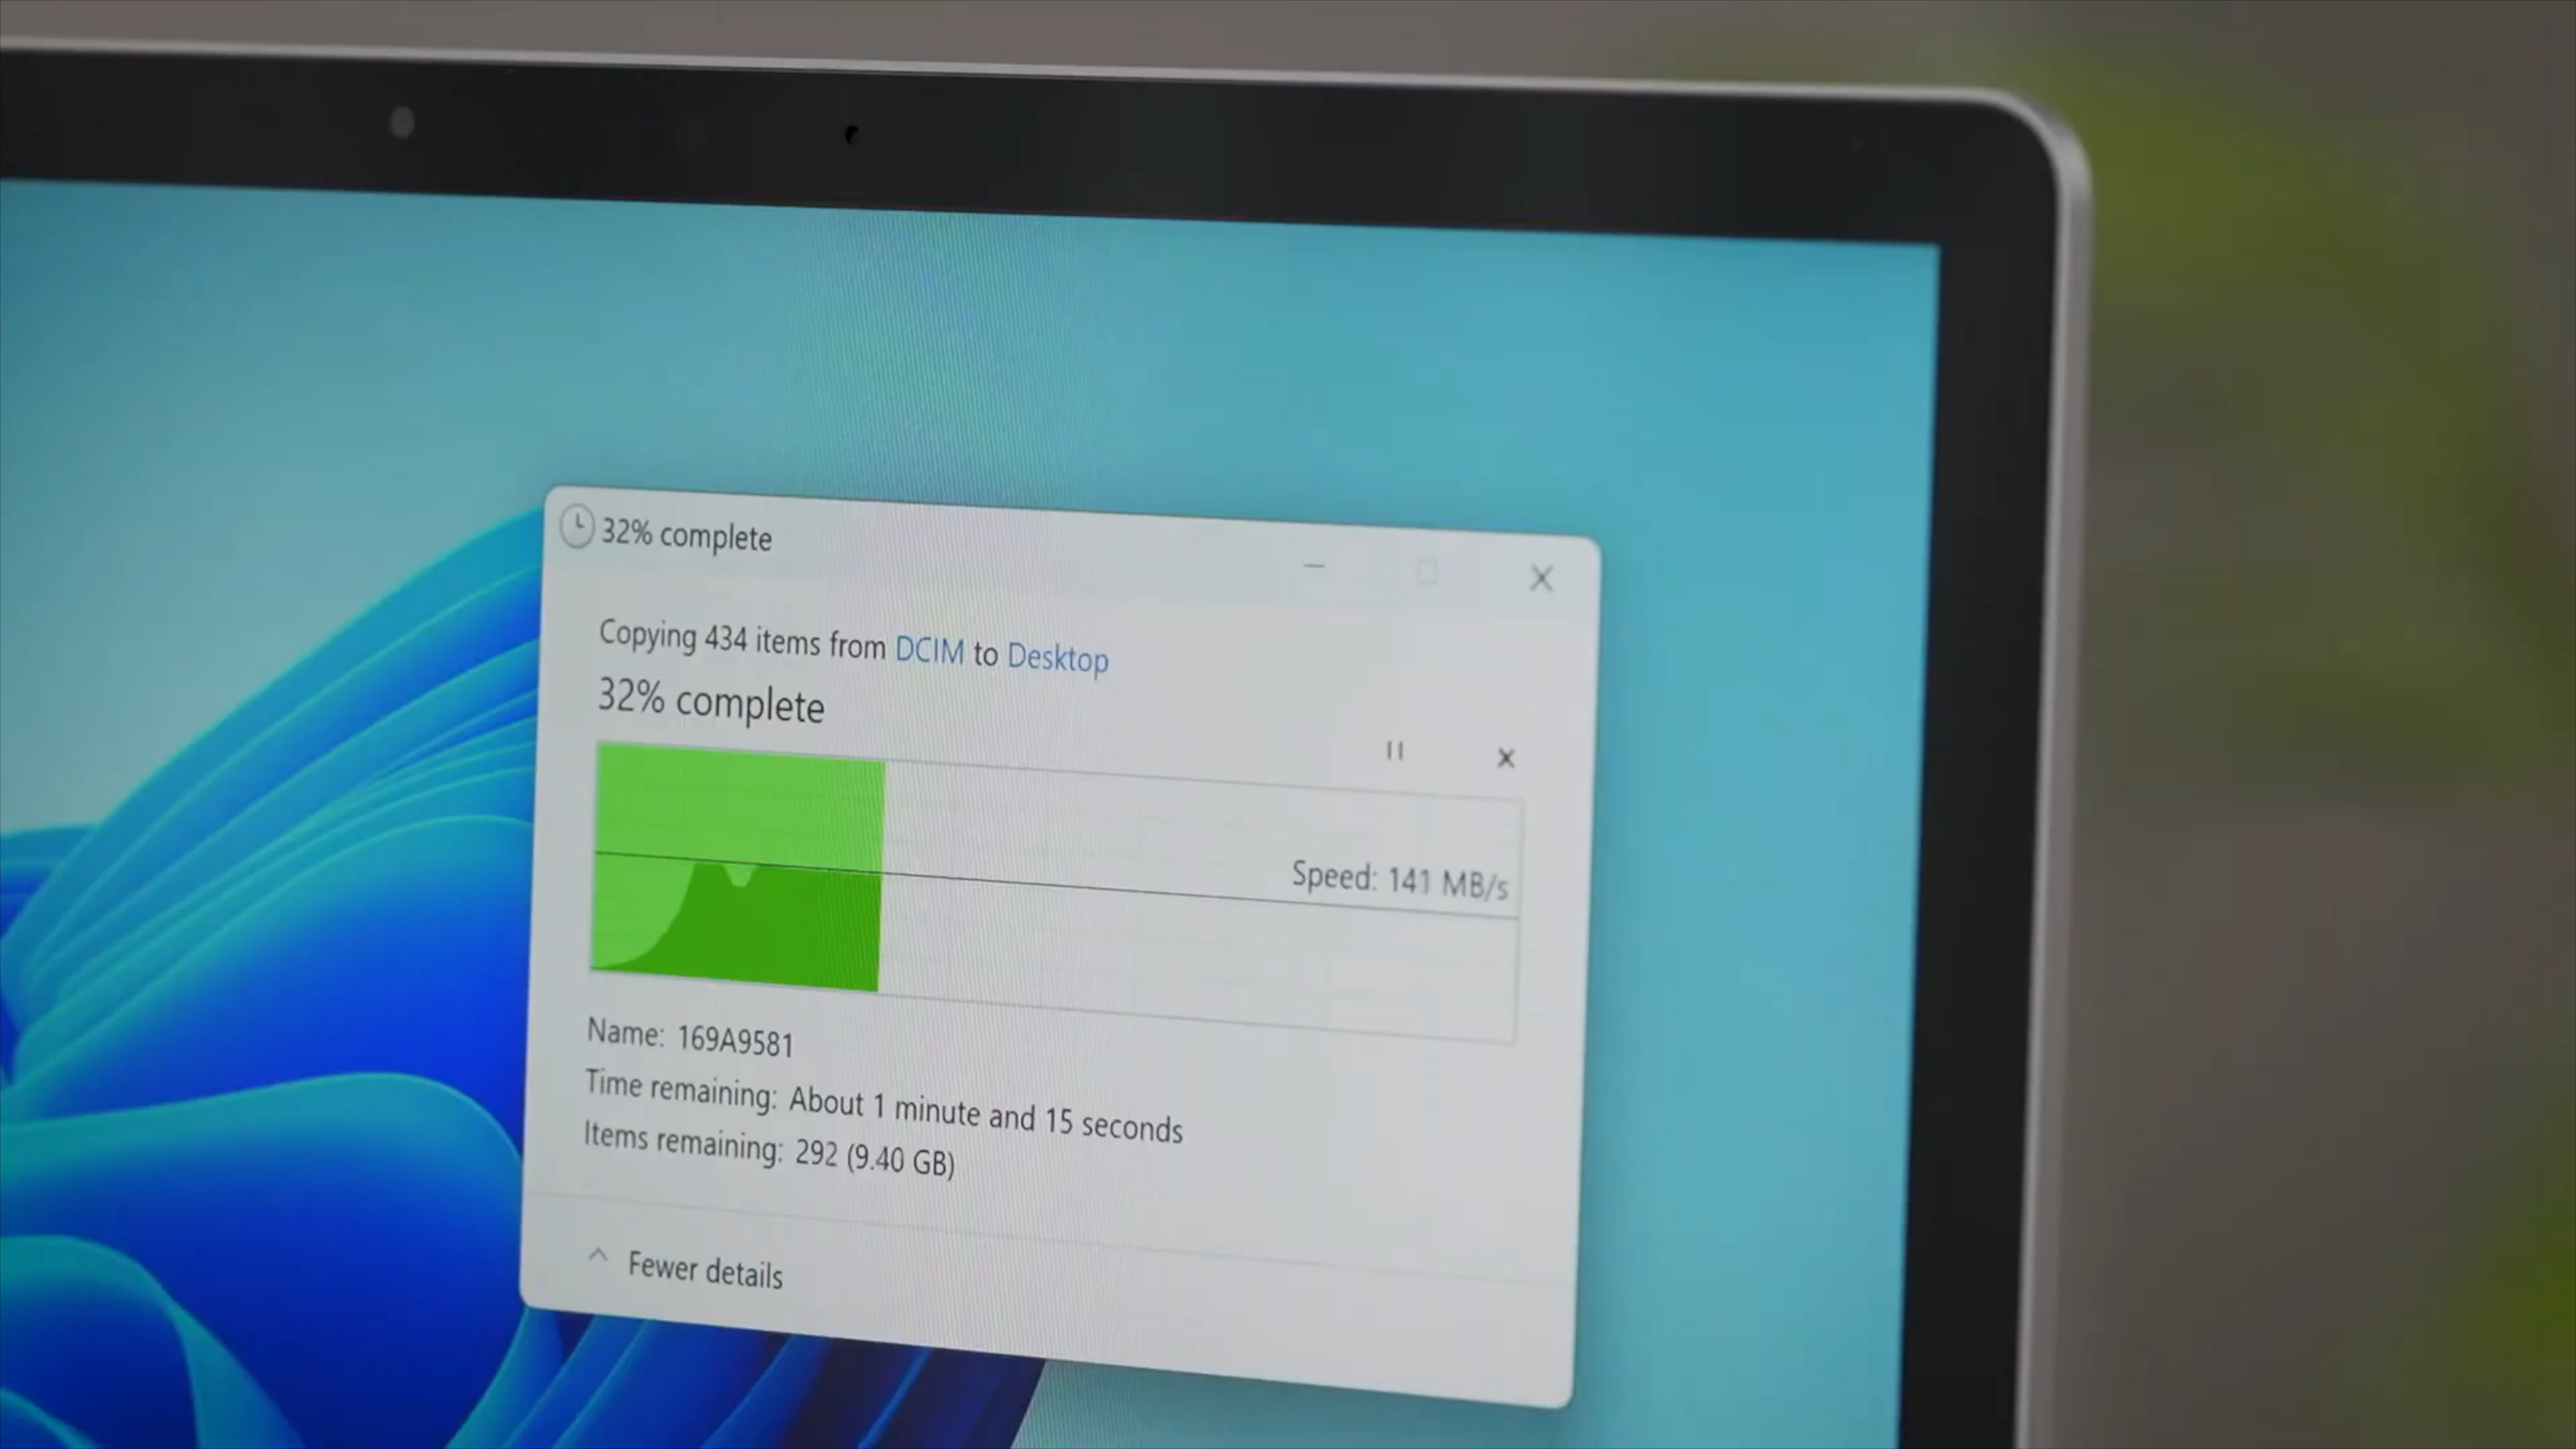 32% complete
Copying 434 items from DCIM to Desktop
32% complete
Speed: 141 MB/s
Name: 169A9581
Time remaining: About 1 minute and 15 seconds
Items remaining: 292 (9.40 GB)
Fewer details